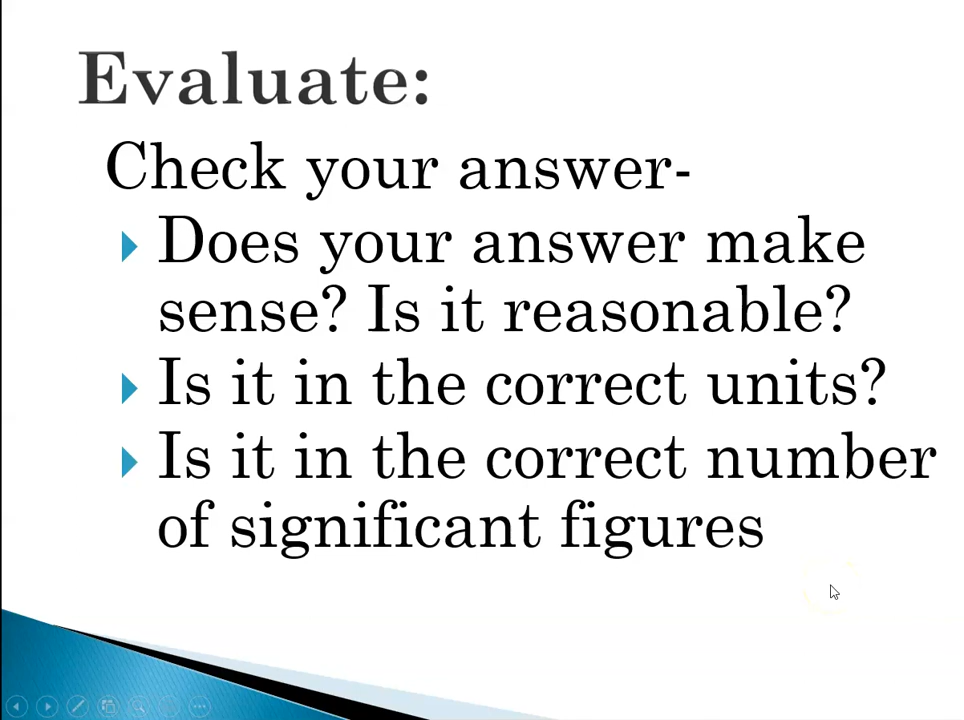 Evaluate:
Check your answer-
Does your answer make
sense? Is it reasonable?
Is it in the correct units?
Is it in the correct number
of significant figures